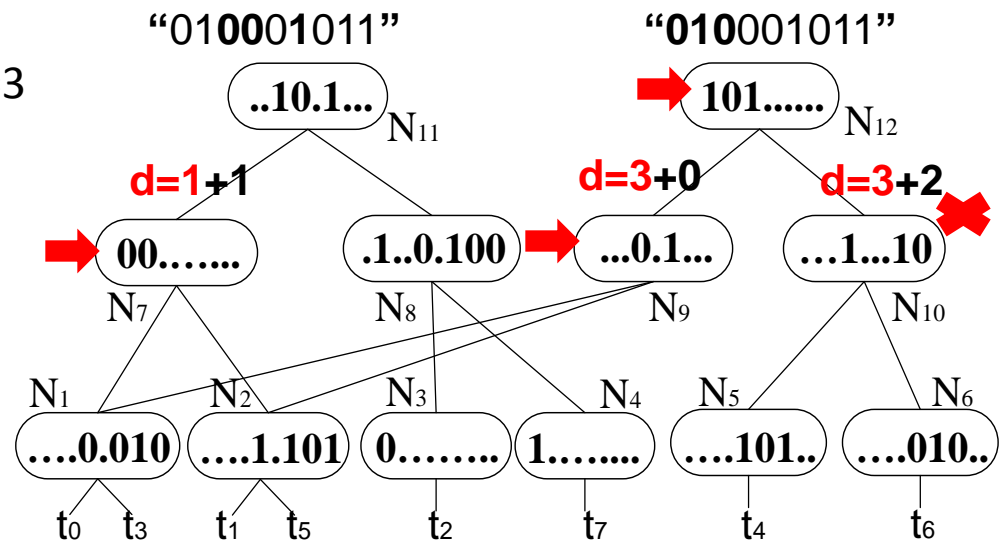 “010001011” “010001011”
3
..10.1... 101......
N11 N12
d=1+1 d=3+0 d=3+2
00....... .1..0.100 ...0.1... ...1...10
N7 N8 N9 N10
N1 N2 N3 N4 N5 N6
....0.010 ....1.101 0........ 1........ ....101.. ....010..
t0 t3 t1 t5 t2 t7 t4 t6